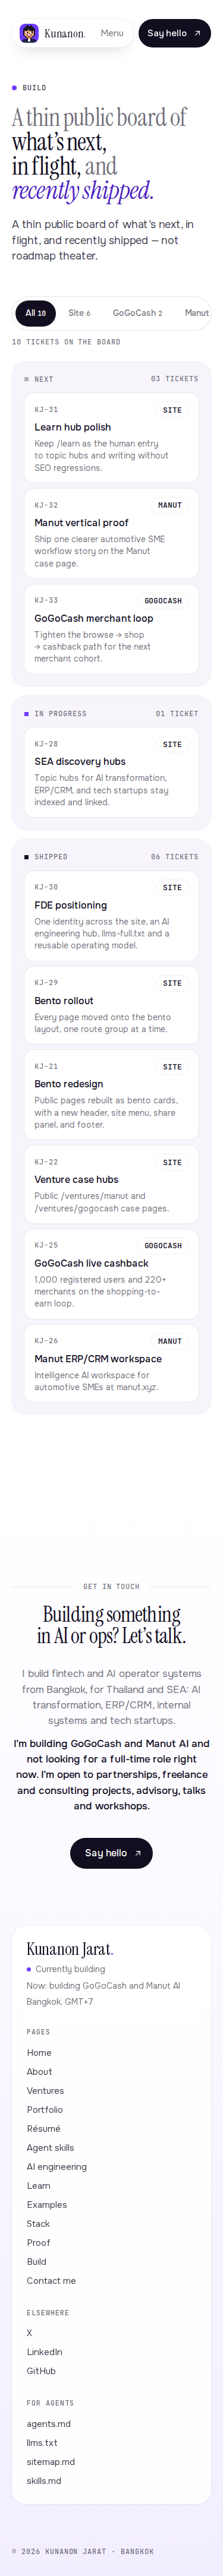 Kunanon.
Menu
Say hello
BUILD
A thin public board of
what's next,
in flight, and
recently shipped.
A thin public board of what's next, in
flight, and recently shipped — not
roadmap theater.
All 10
Site 6
GoGoCash 2
Manut
10 TICKETS ON THE BOARD
NEXT
03 TICKETS
KJ-31
SITE
Learn hub polish
Keep /learn as the human entry
to topic hubs and writing without
SEO regressions.
KJ-32
MANUT
Manut vertical proof
Ship one clearer automotive SME
workflow story on the Manut
case page.
KJ-33
GOGOCASH
GoGoCash merchant loop
Tighten the browse → shop
→ cashback path for the next
merchant cohort.
IN PROGRESS
01 TICKET
KJ-28
SITE
SEA discovery hubs
Topic hubs for AI transformation,
ERP/CRM, and tech startups stay
indexed and linked.
SHIPPED
06 TICKETS
KJ-30
SITE
FDE positioning
One identity across the site, an AI
engineering hub, llms-full.txt and a
reusable operating model.
KJ-29
SITE
Bento rollout
Every page moved onto the bento
layout, one route group at a time.
KJ-21
SITE
Bento redesign
Public pages rebuilt as bento cards,
with a new header, site menu, share
panel, and footer.
KJ-22
SITE
Venture case hubs
Public /ventures/manut and
/ventures/gogocash case pages.
KJ-25
GOGOCASH
GoGoCash live cashback
1,000 registered users and 220+
merchants on the shopping-to-
earn loop.
KJ-26
MANUT
Manut ERP/CRM workspace
Intelligence AI workspace for
automotive SMEs at manut.xyz.
GET IN TOUCH
Building something
in AI or ops? Let's talk.
I build fintech and AI operator systems
from Bangkok, for Thailand and SEA: AI
transformation, ERP/CRM, internal
systems and tech startups.
I'm building GoGoCash and Manut AI and
not looking for a full-time role right
now. I'm open to partnerships, freelance
and consulting projects, advisory, talks
and workshops.
Say hello
Kunanon Jarat.
Currently building
Now: building GoGoCash and Manut AI
Bangkok, GMT+7
PAGES
Home
About
Ventures
Portfolio
Résumé
Agent skills
AI engineering
Learn
Examples
Stack
Proof
Build
Contact me
ELSEWHERE
X
LinkedIn
GitHub
FOR AGENTS
agents.md
llms.txt
sitemap.md
skills.md
© 2026 KUNANON JARAT · BANGKOK